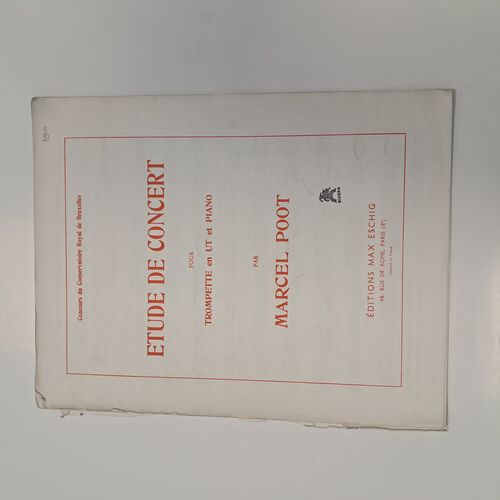 Concours du Conservatoire Royal de Bruxelles
ETUDE DE CONCERT
POUR
TROMPETTE en UT et PIANO
PAR
MARCEL POOT
RIVERA
ÉDITIONS MAX ESCHIG
48, RUE DE ROME, PARIS (8e)